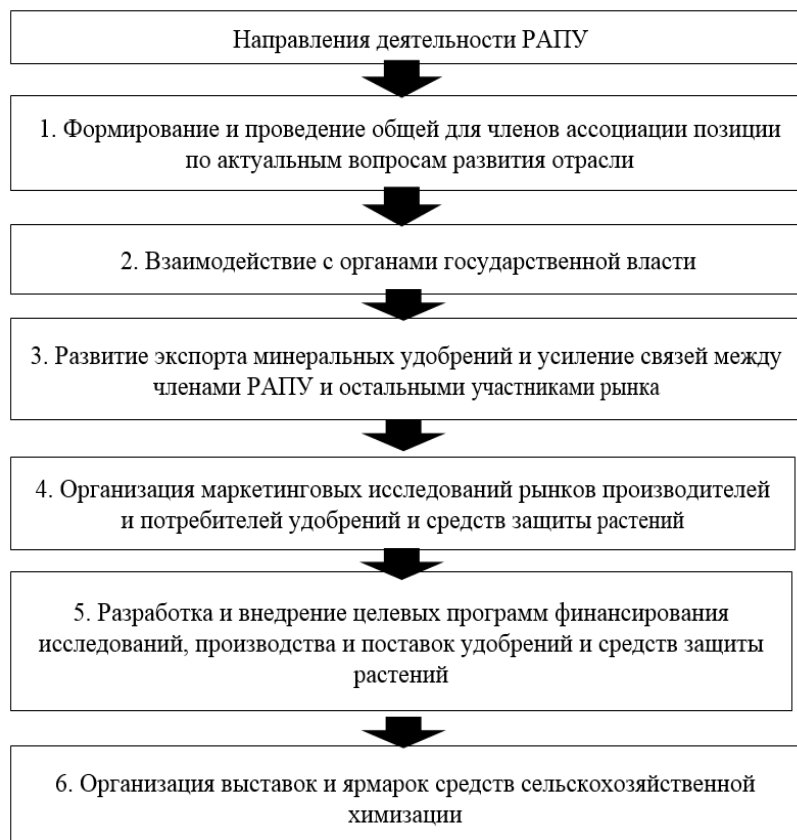 Направления деятельности РАПУ
1. Формирование и проведение общей для членов ассоциации позиции
по актуальным вопросам развития отрасли
2. Взаимодействие с органами государственной власти
3. Развитие экспорта минеральных удобрений и усиление связей между
членами РАПУ и остальными участниками рынка
4. Организация маркетинговых исследований рынков производителей
и потребителей удобрений и средств защиты растений
5. Разработка и внедрение целевых программ финансирования
исследований, производства и поставок удобрений и средств защиты
растений
6. Организация выставок и ярмарок средств сельскохозяйственной
химизации